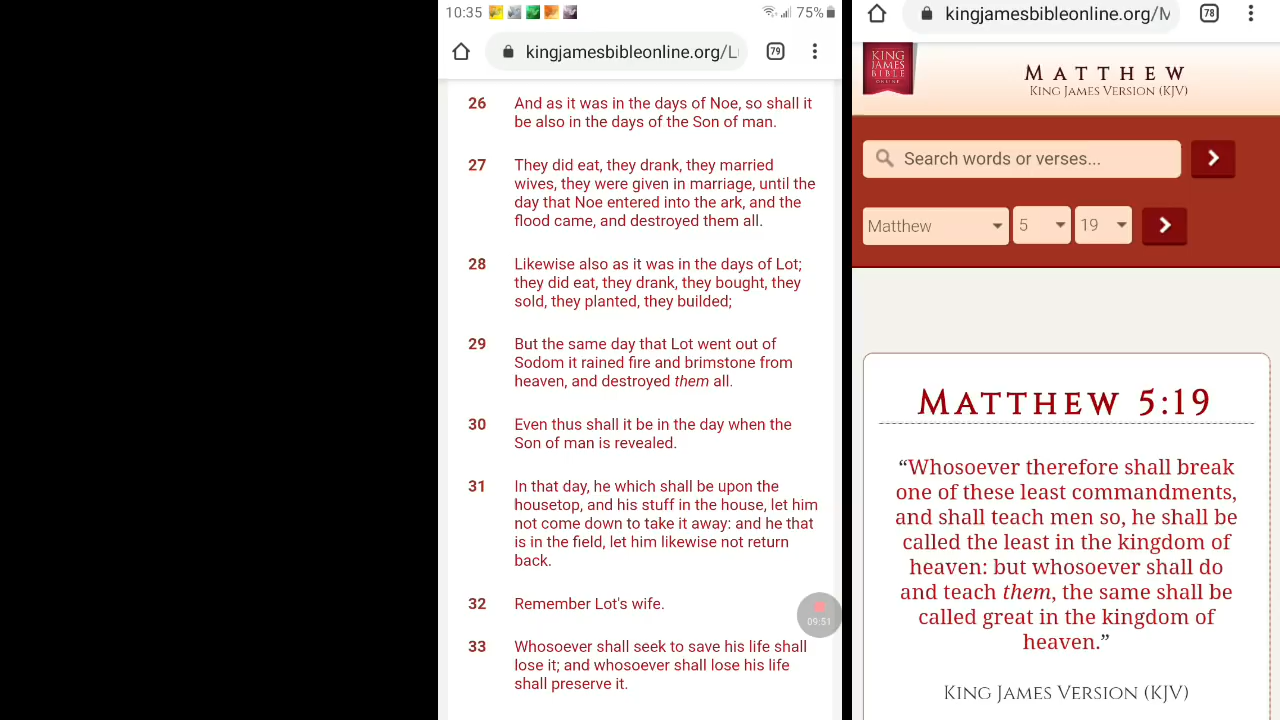 10:35
75%
kingjamesbibleonline.org/L
79
26 And as it was in the days of Noe, so shall it
be also in the days of the Son of man.
27 They did eat, they drank, they married
wives, they were given in marriage, until the
day that Noe entered into the ark, and the
flood came, and destroyed them all.
28 Likewise also as it was in the days of Lot;
they did eat, they drank, they bought, they
sold, they planted, they builded;
29 But the same day that Lot went out of
Sodom it rained fire and brimstone from
heaven, and destroyed them all.
30 Even thus shall it be in the day when the
Son of man is revealed.
31 In that day, he which shall be upon the
housetop, and his stuff in the house, let him
not come down to take it away: and he that
is in the field, let him likewise not return
back.
32 Remember Lot's wife.
09:51
33 Whosoever shall seek to save his life shall
lose it; and whosoever shall lose his life
shall preserve it.
kingjamesbibleonline.org/M
78
KING
JAMES
BIBLE
ONLINE
MATTHEW
KING JAMES VERSION (KJV)
Search words or verses...
Matthew 5 19
MATTHEW 5:19
“Whosoever therefore shall break
one of these least commandments,
and shall teach men so, he shall be
called the least in the kingdom of
heaven: but whosoever shall do
and teach them, the same shall be
called great in the kingdom of
heaven.”
KING JAMES VERSION (KJV)